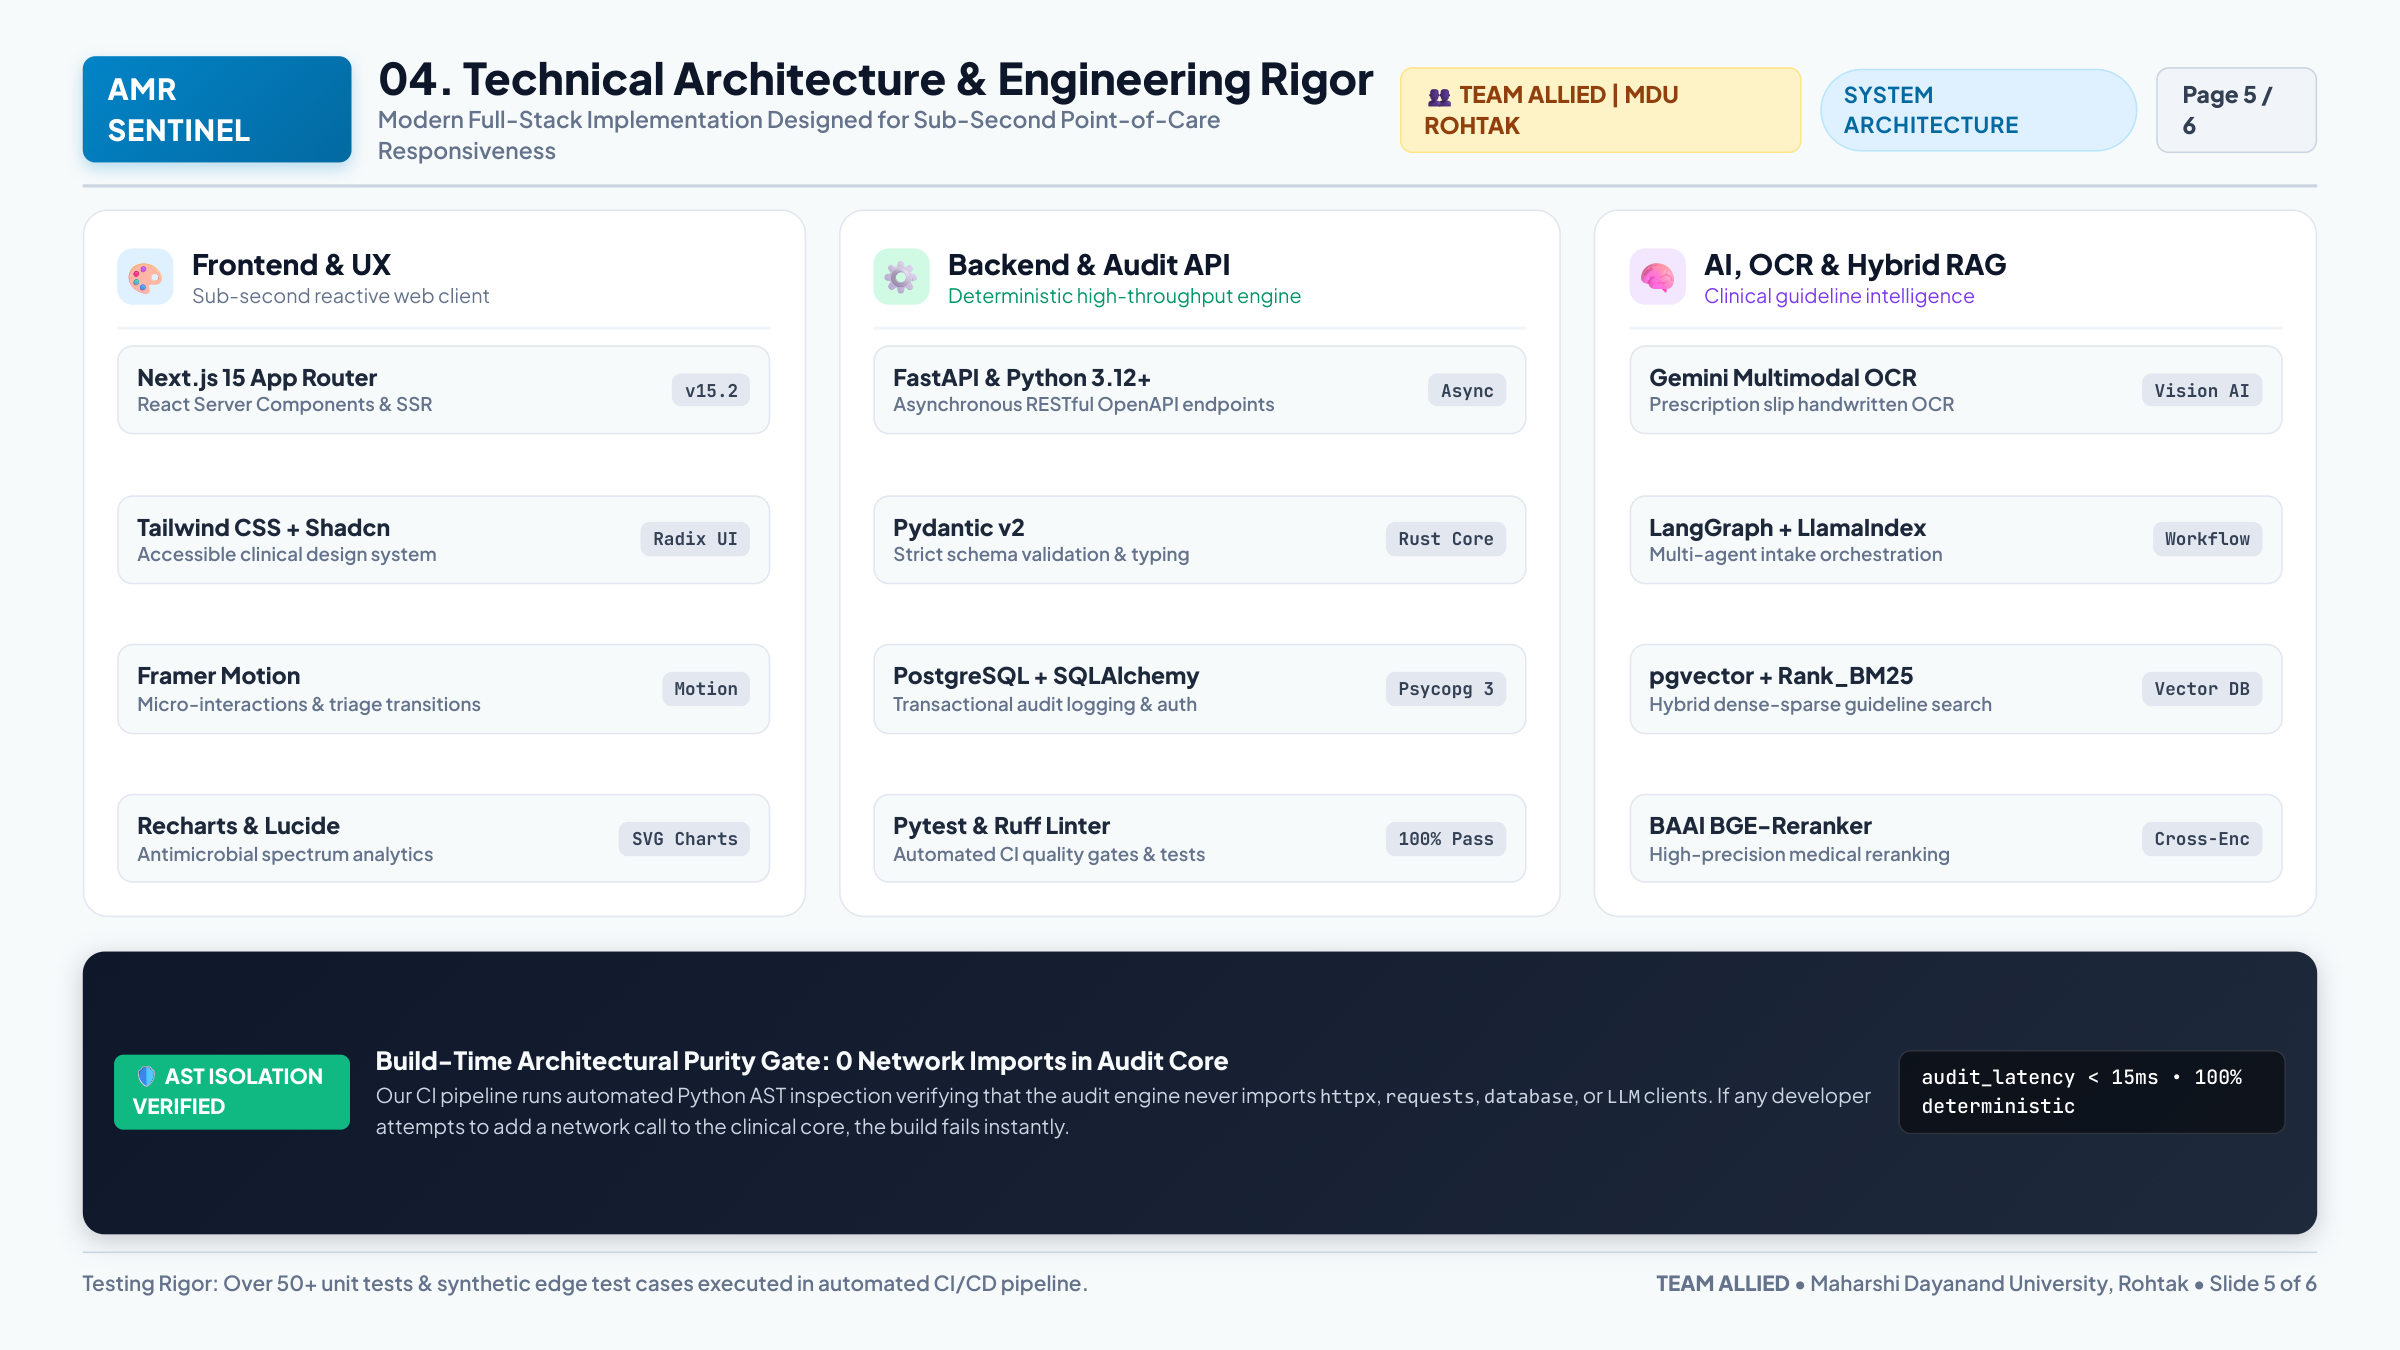 AMR
SENTINEL
04. Technical Architecture & Engineering Rigor
Modern Full-Stack Implementation Designed for Sub-Second Point-of-Care
Responsiveness
TEAM ALLIED | MDU
ROHTAK
SYSTEM
ARCHITECTURE
Page 5 /
6
Frontend & UX
Sub-second reactive web client
Next.js 15 App Router
React Server Components & SSR
v15.2
Tailwind CSS + Shadcn
Accessible clinical design system
Radix UI
Framer Motion
Micro-interactions & triage transitions
Motion
Recharts & Lucide
Antimicrobial spectrum analytics
SVG Charts
Backend & Audit API
Deterministic high-throughput engine
FastAPI & Python 3.12+
Asynchronous RESTful OpenAPI endpoints
Async
Pydantic v2
Strict schema validation & typing
Rust Core
PostgreSQL + SQLAlchemy
Transactional audit logging & auth
Psycopg 3
Pytest & Ruff Linter
Automated CI quality gates & tests
100% Pass
AI, OCR & Hybrid RAG
Clinical guideline intelligence
Gemini Multimodal OCR
Prescription slip handwritten OCR
Vision AI
LangGraph + LlamaIndex
Multi-agent intake orchestration
Workflow
pgvector + Rank_BM25
Hybrid dense-sparse guideline search
Vector DB
BAAI BGE-Reranker
High-precision medical reranking
Cross-Enc
AST ISOLATION
VERIFIED
Build-Time Architectural Purity Gate: 0 Network Imports in Audit Core
Our CI pipeline runs automated Python AST inspection verifying that the audit engine never imports httpx, requests, database, or LLM clients. If any developer
attempts to add a network call to the clinical core, the build fails instantly.
audit_latency < 15ms • 100%
deterministic
Testing Rigor: Over 50+ unit tests & synthetic edge test cases executed in automated CI/CD pipeline.
TEAM ALLIED • Maharshi Dayanand University, Rohtak • Slide 5 of 6